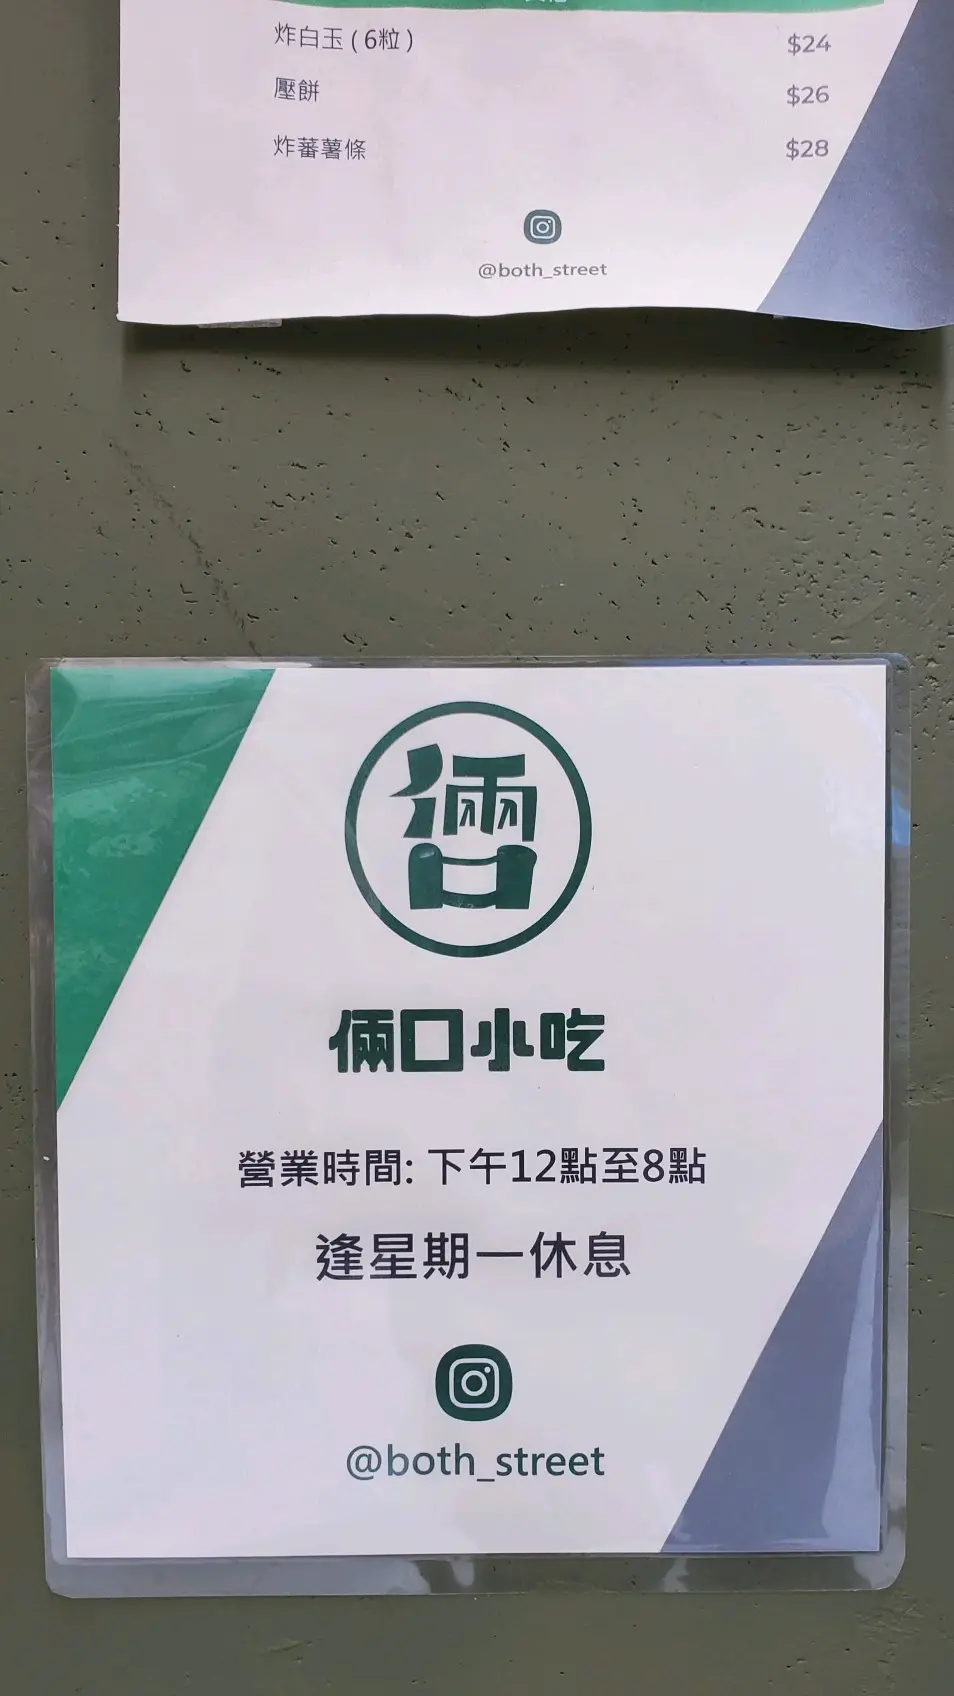 炸白玉 ( 6粒 ) $24
壓餅 $26
炸蕃薯條 $28
@both_street
倆
口
倆口小吃
營業時間: 下午12點至8點
逢星期一休息
@both_street